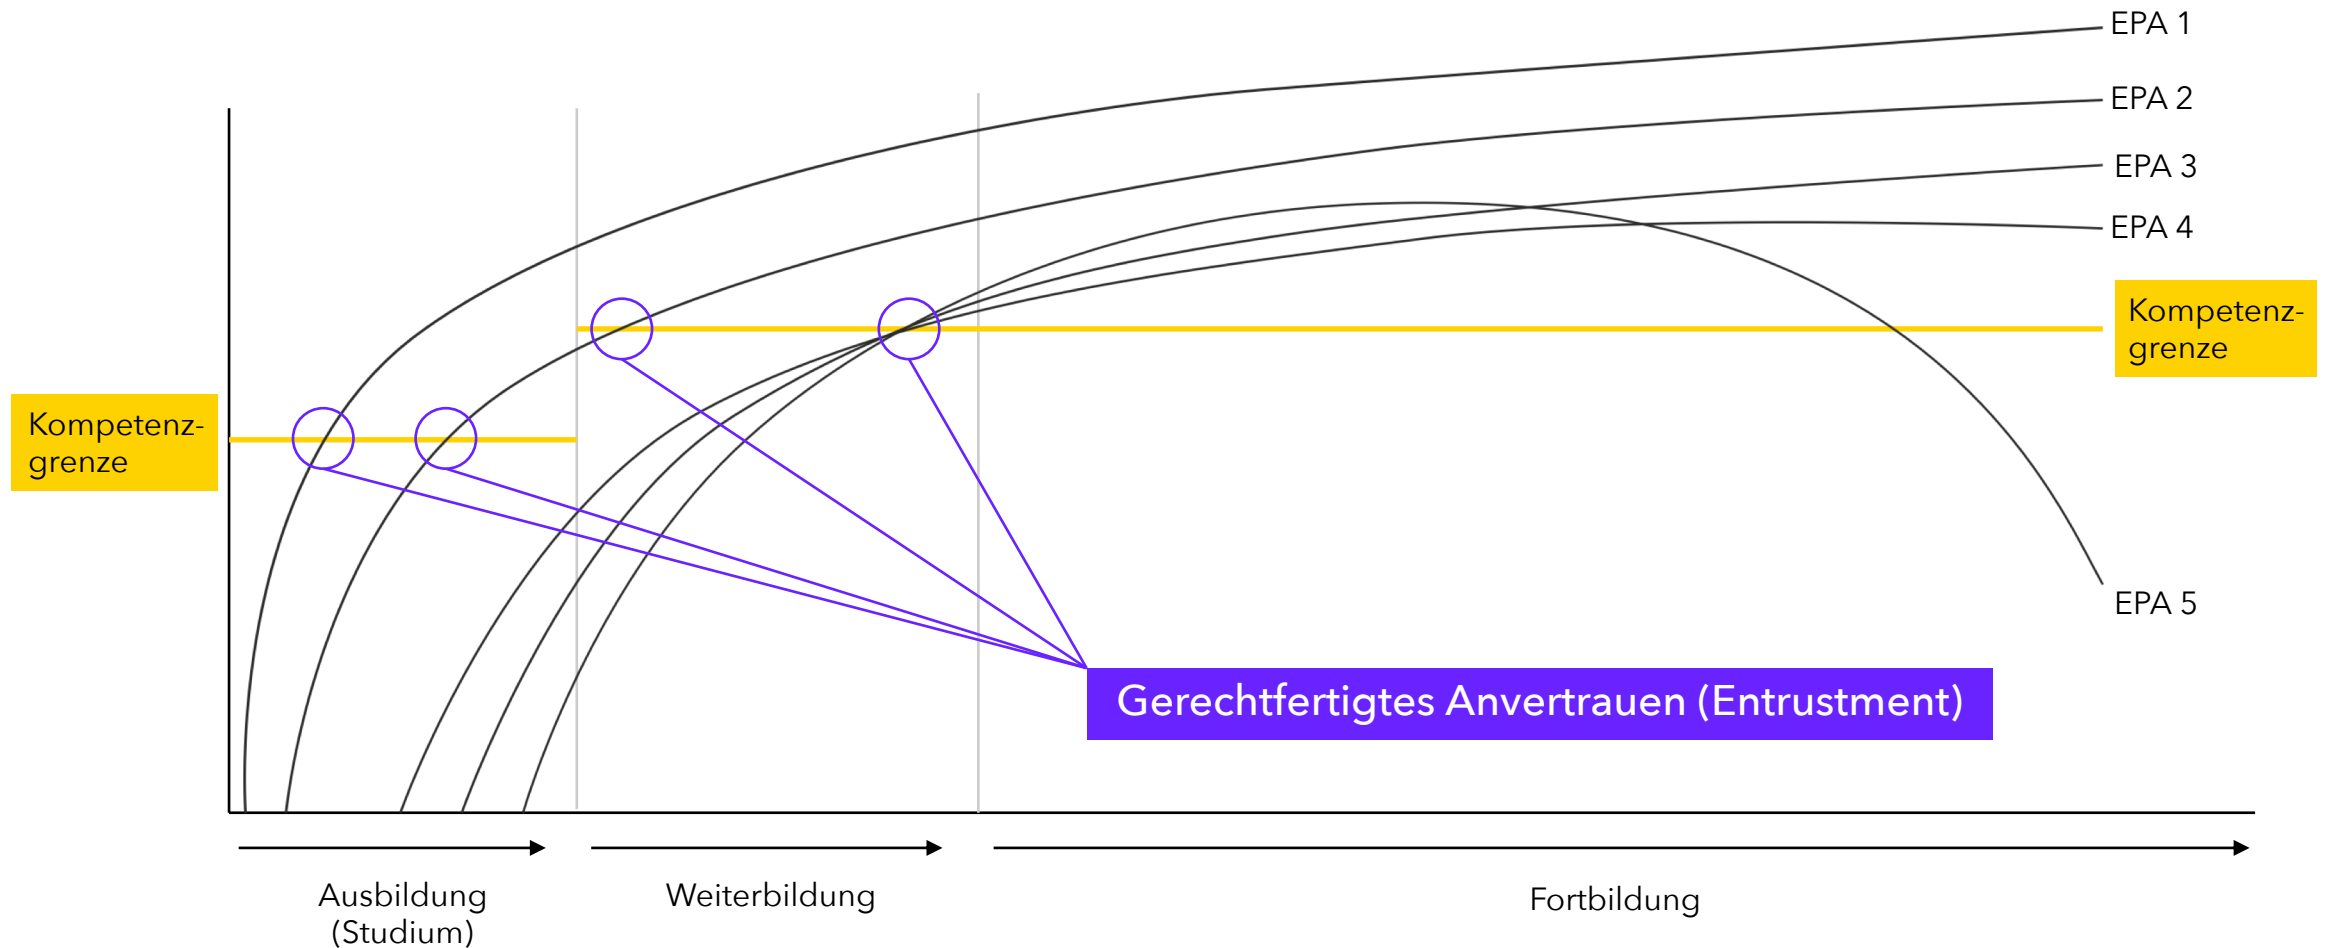 EPA 1
EPA 2
EPA 3
EPA 4
Kompetenz-
grenze
Kompetenz-
grenze
EPA 5
Gerechtfertigtes Anvertrauen (Entrustment)
Ausbildung
(Studium)
Weiterbildung
Fortbildung